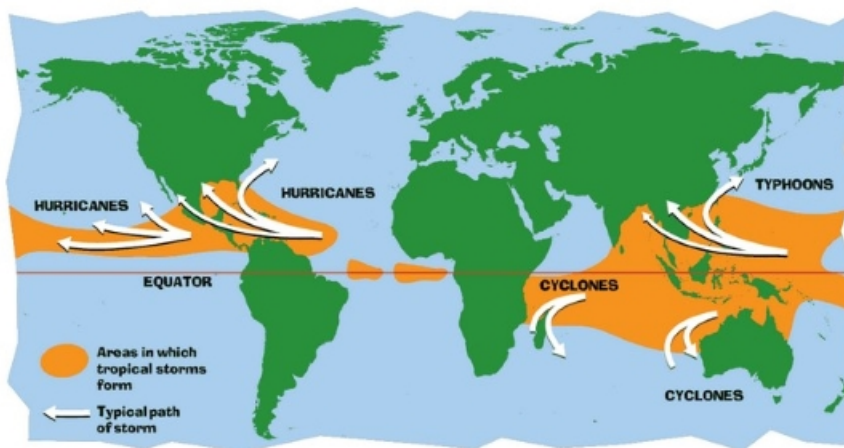 HURRICANES
HURRICANES
TYPHOONS
EQUATOR
CYCLONES
CYCLONES
Areas in which
tropical storms
form
Typical path
of storm